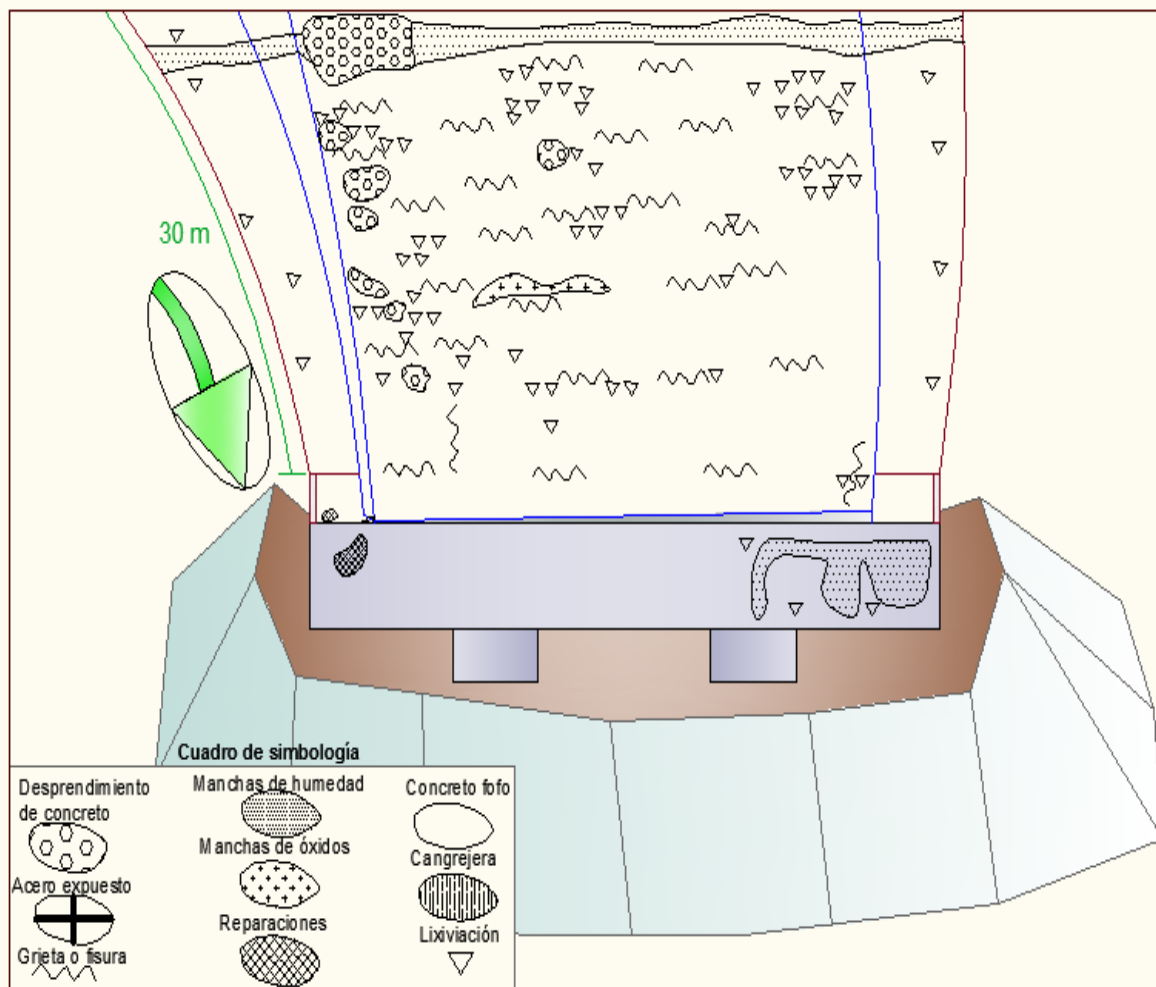 30 m
Cuadro de simbología
Desprendimiento
de concreto
Acero expuesto
Grieta o fisura
Manchas de humedad
Manchas de óxidos
Reparaciones
Concreto fofo
Cangrejera
Lixiviación